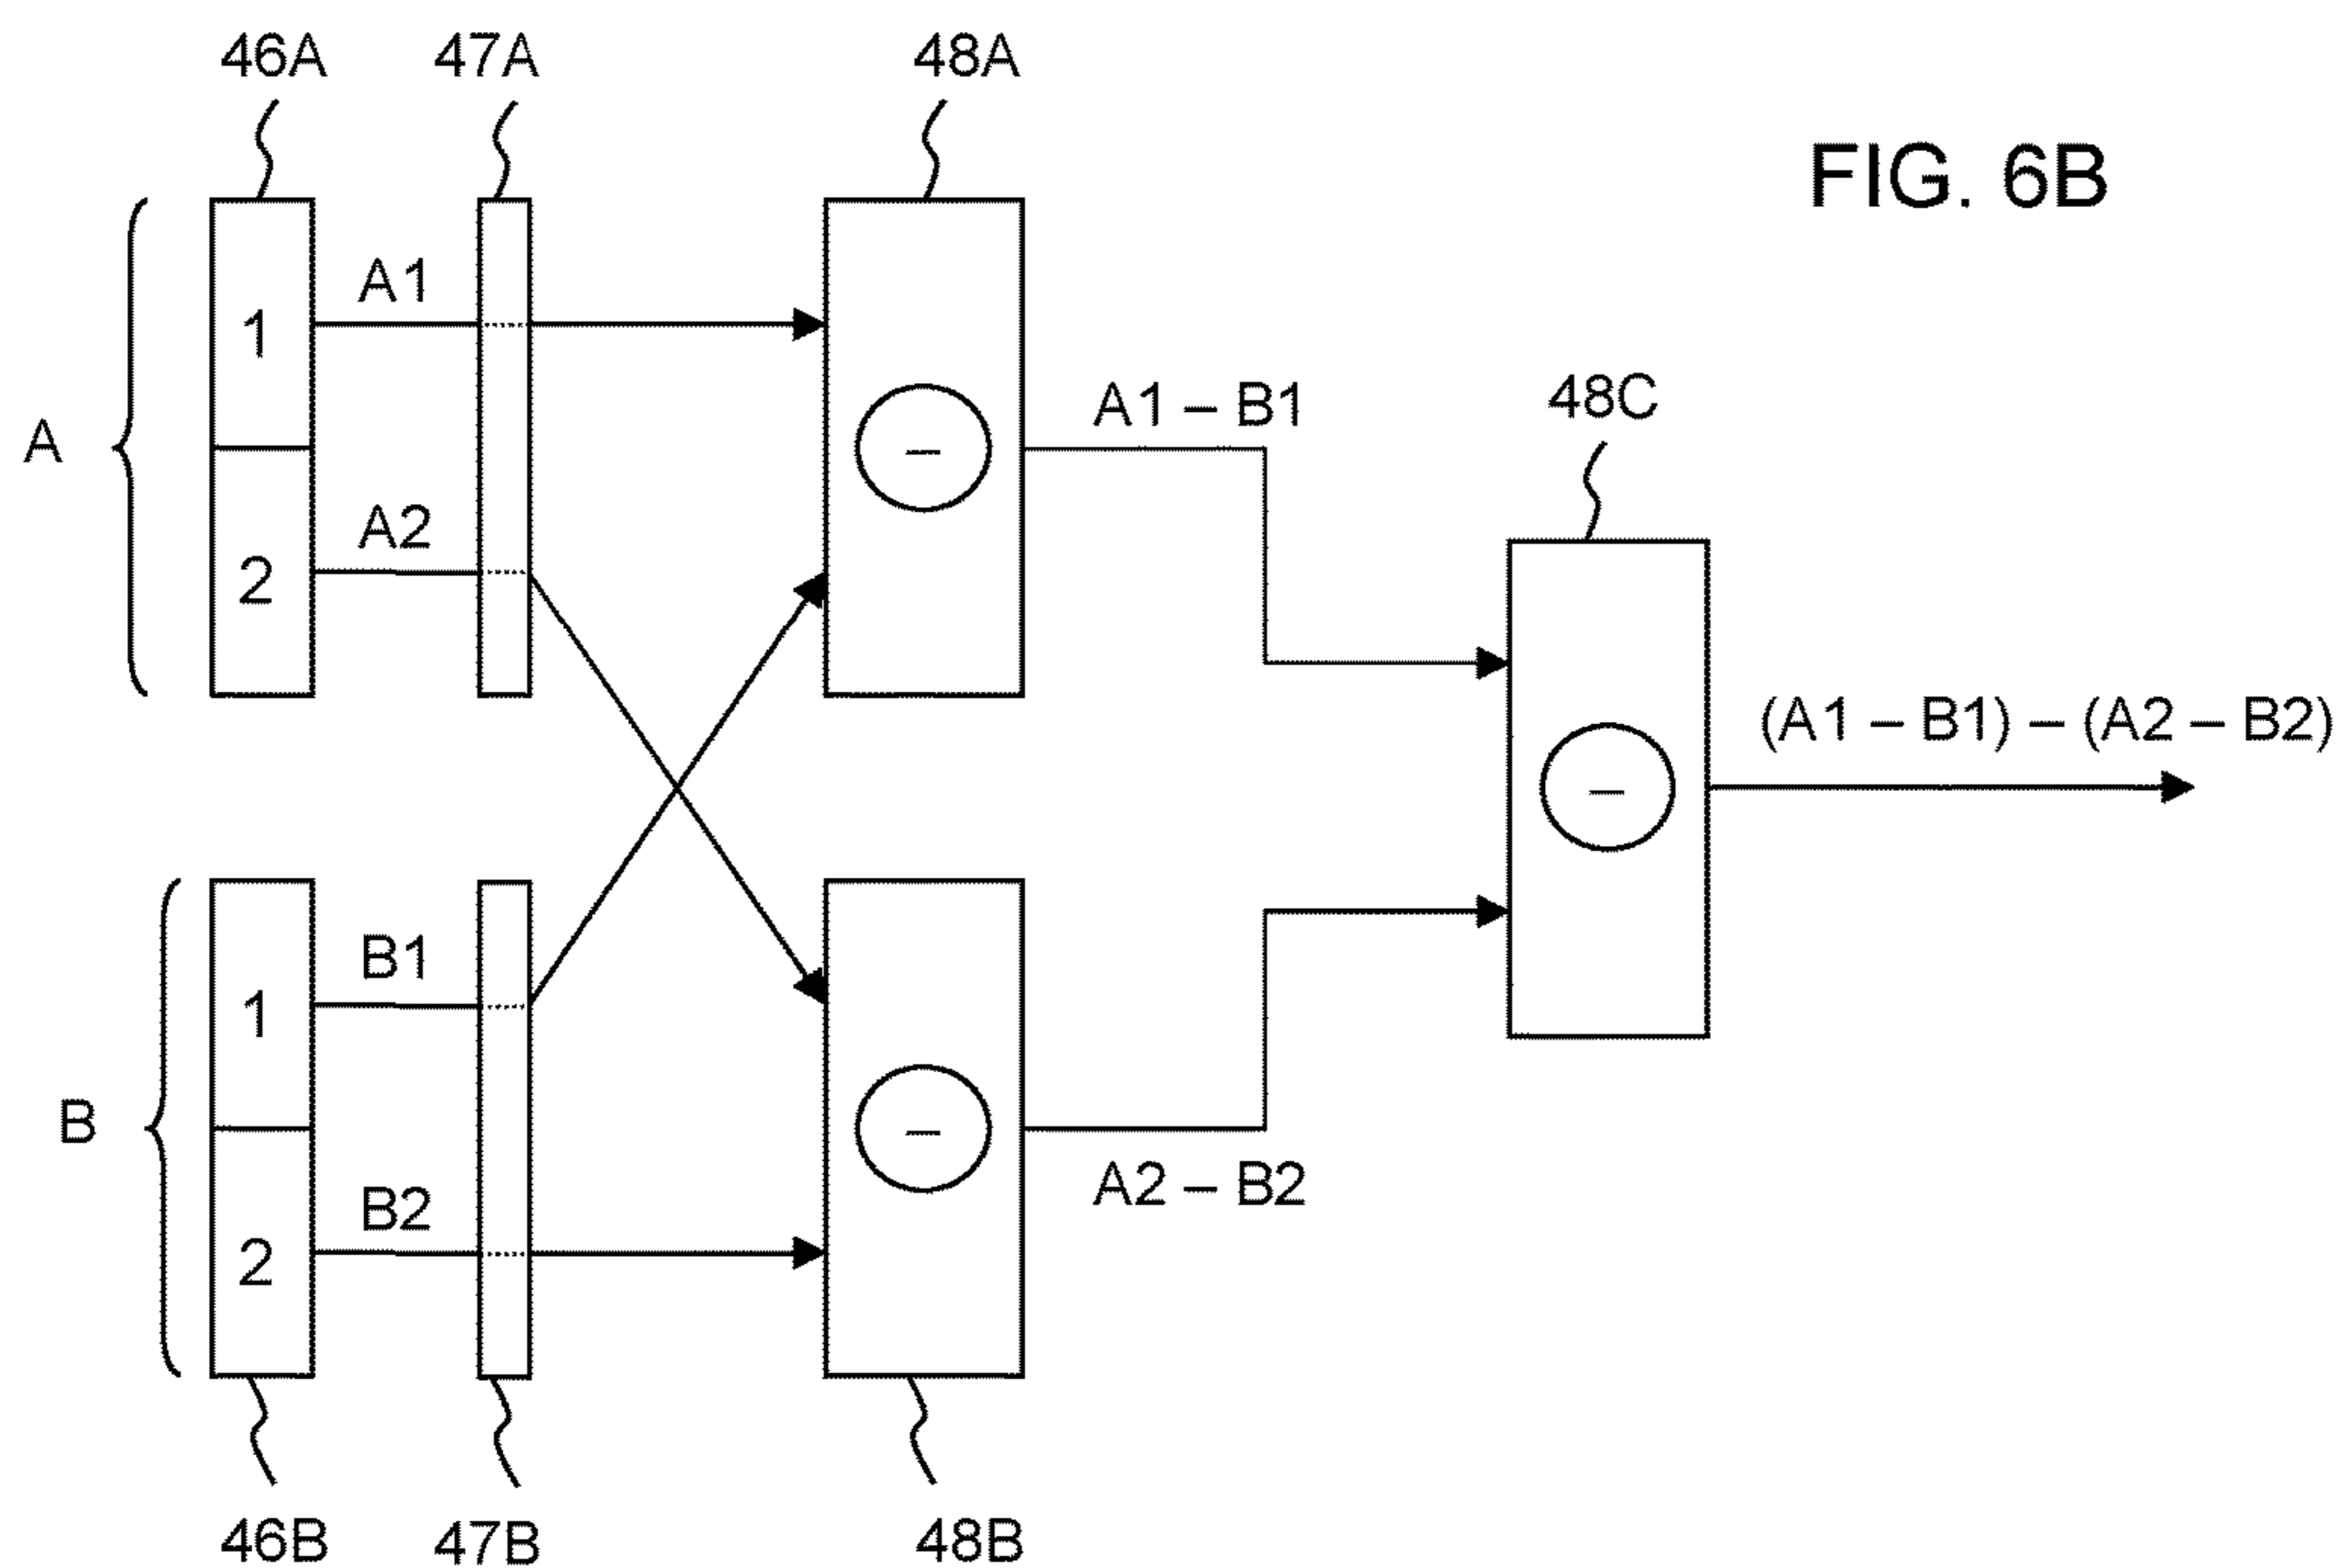 46A 47A 48A
FIG. 6B
A1
1
A1 – B1
48C
A
A2
2
(A1 – B1) – (A2 – B2)
–
–
B1
1
B
–
A2 – B2
B2
2
46B 47B 48B